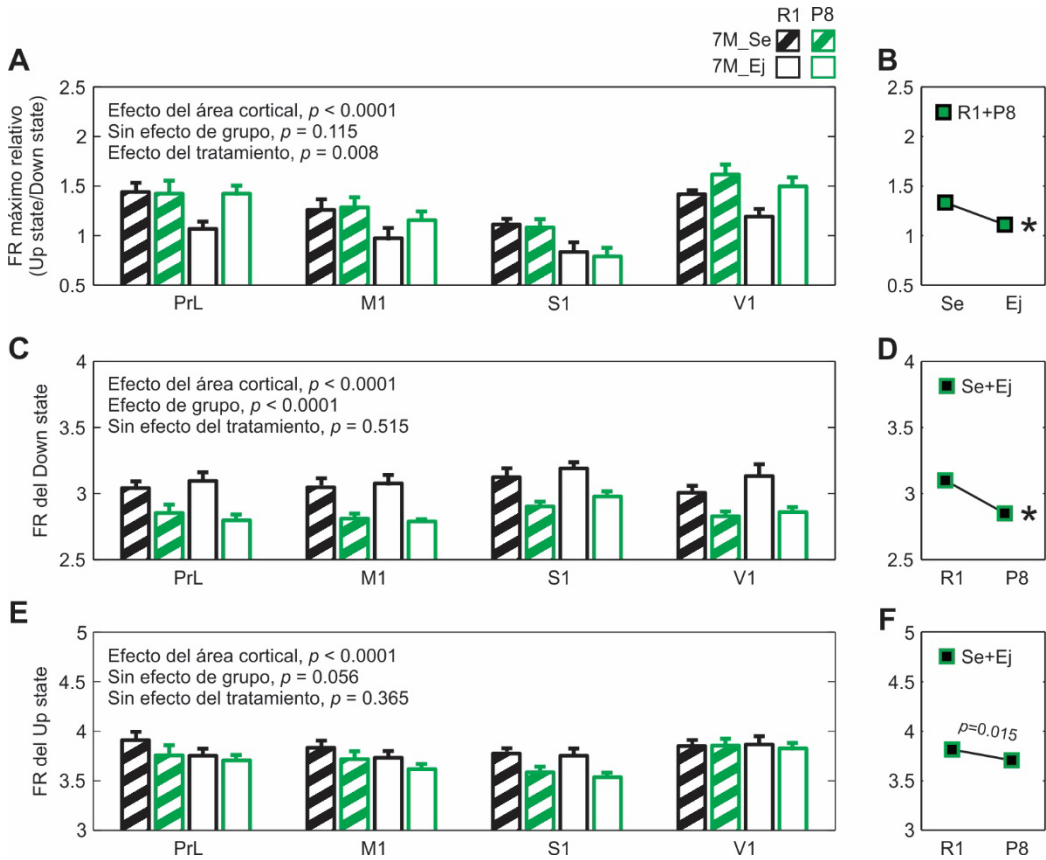 R1 P8
7M_Se
7M_Ej
A
FR máximo relativo
(Up state/Down state)
2.5
2
1.5
1
0.5
Efecto del área cortical, p < 0.0001
Sin efecto de grupo, p = 0.115
Efecto del tratamiento, p = 0.008
PrL M1 S1 V1
B
2.5
2
1.5
1
0.5
R1+P8
*
Se Ej
C
FR del Down state
4
3.5
3
2.5
Efecto del área cortical, p < 0.0001
Efecto de grupo, p < 0.0001
Sin efecto del tratamiento, p = 0.515
PrL M1 S1 V1
D
4
3.5
3
2.5
Se+Ej
*
R1 P8
E
FR del Up state
5
4.5
4
3.5
3
Efecto del área cortical, p < 0.0001
Sin efecto de grupo, p = 0.056
Sin efecto del tratamiento, p = 0.365
PrL M1 S1 V1
F
5
4.5
4
3.5
3
Se+Ej
p=0.015
R1 P8